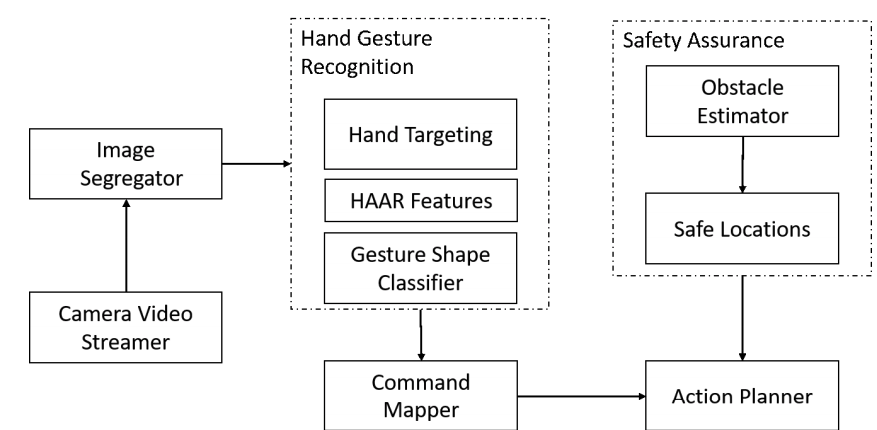 Hand Gesture
Recognition
Hand Targeting
HAAR Features
Gesture Shape
Classifier
Safety Assurance
Obstacle
Estimator
Safe Locations
Image
Segregator
Camera Video
Streamer
Command
Mapper
Action Planner